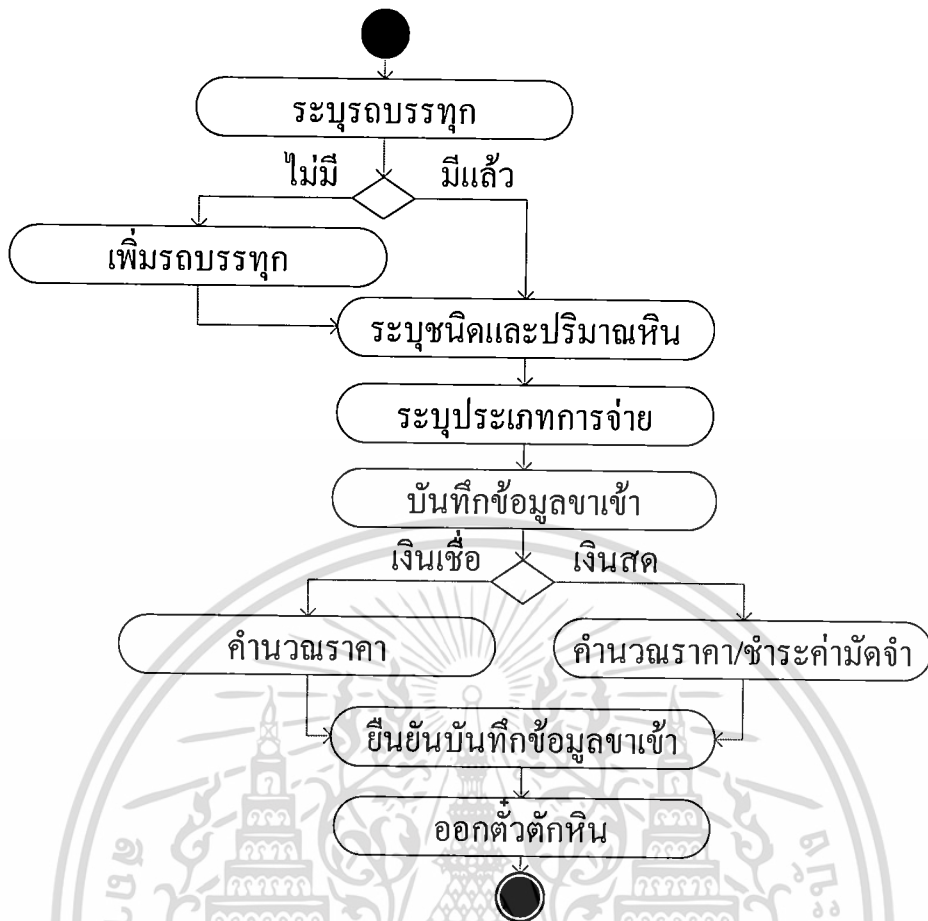 ระบุรถบรรทุก
ไม่มี
มีแล้ว
เพิ่มรถบรรทุก
ระบุชนิดและปริมาณหิน
ระบุประเภทการจ่าย
บันทึกข้อมูลขาเข้า
เงินเชื่อ
เงินสด
คำนวณราคา
คำนวณราคา/ชำระค่ามัดจำ
ยืนยันบันทึกข้อมูลขาเข้า
ออกตั๋วตักหิน